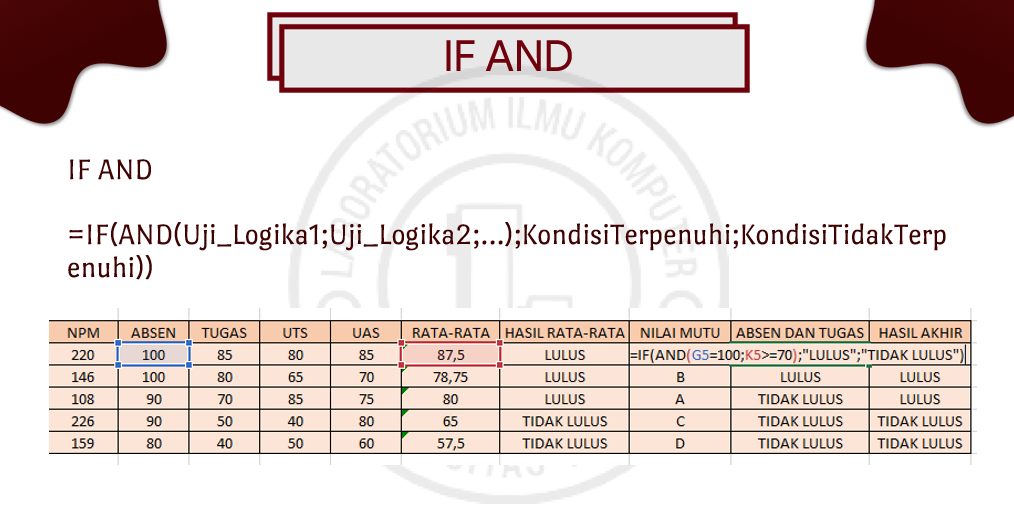 IF AND
IF AND
=IF(AND(Uji_Logika1;Uji_Logika2;...);KondisiTerpenuhi;KondisiTidakTerp
enuhi))
NPM ABSEN TUGAS UTS UAS RATA-RATA HASIL RATA-RATA NILAI MUTU ABSEN DAN TUGAS HASIL AKHIR
220 100 85 80 85 87,5 LULUS =IF(AND(G5=100;K5>=70);"LULUS";"TIDAK LULUS")
146 100 80 65 70 78,75 LULUS B LULUS LULUS
108 90 70 85 75 80 LULUS A TIDAK LULUS LULUS
226 90 50 40 80 65 TIDAK LULUS C TIDAK LULUS TIDAK LULUS
159 80 40 50 60 57,5 TIDAK LULUS D TIDAK LULUS TIDAK LULUS
LABORATORIUM ILMU KOMPUTER